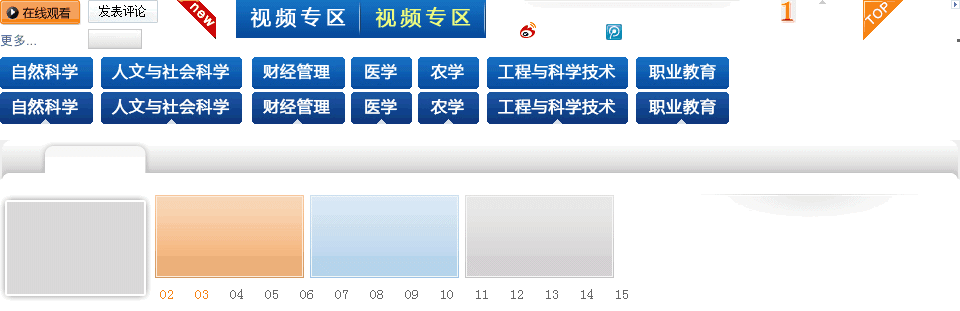 在线观看 发表评论 new 视频专区 视频专区 1 TOP
更多...
自然科学 人文与社会科学 财经管理 医学 农学 工程与科学技术 职业教育
自然科学 人文与社会科学 财经管理 医学 农学 工程与科学技术 职业教育
02 03 04 05 06 07 08 09 10 11 12 13 14 15